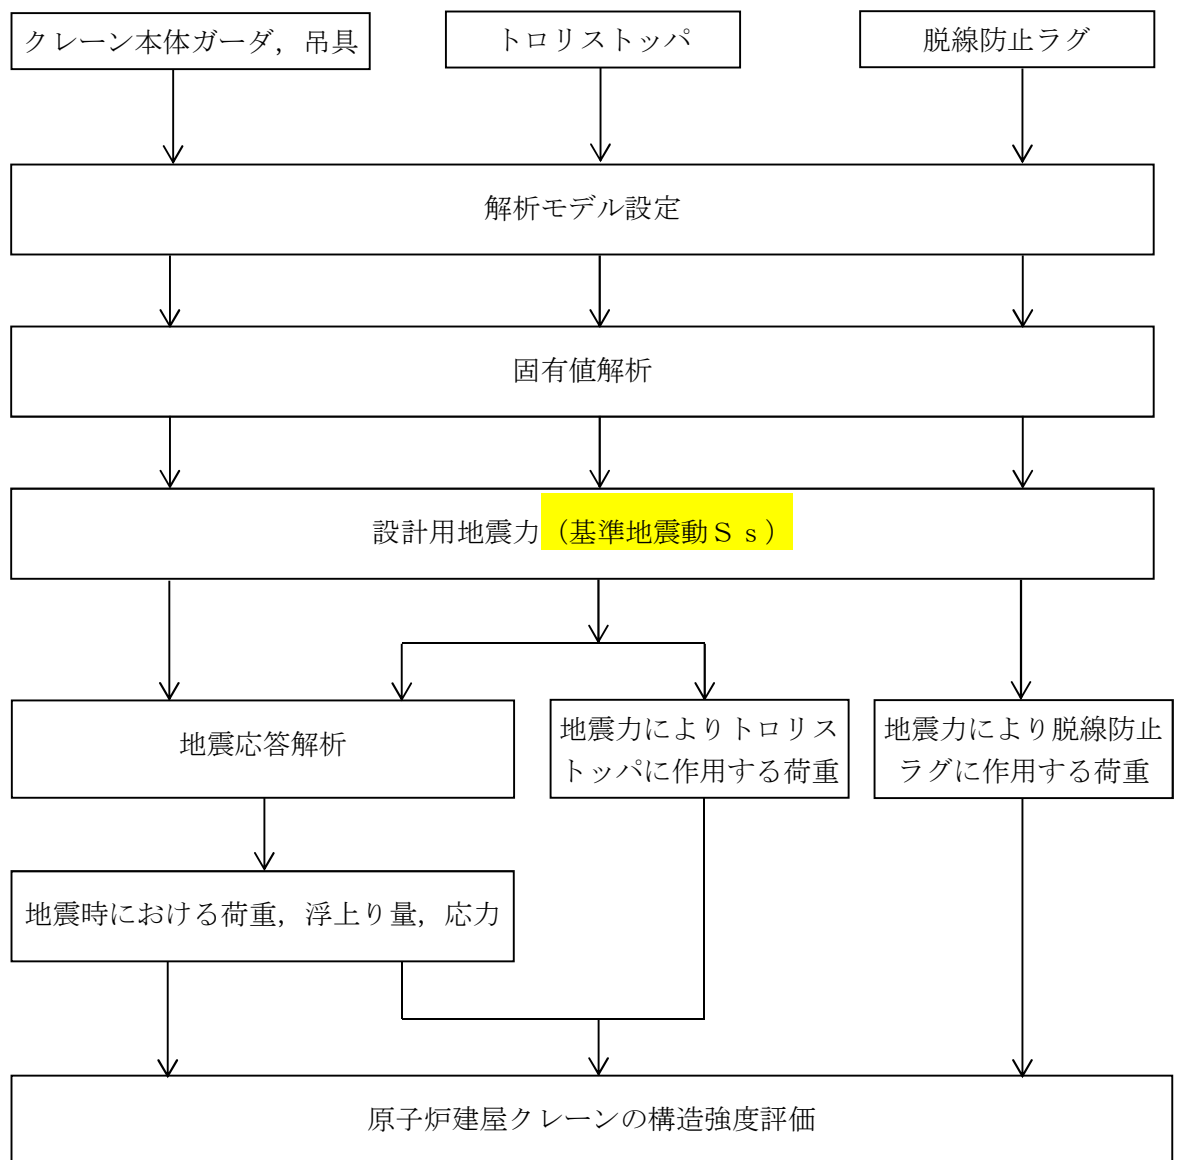 クレーン本体ガーダ，吊具
トロリストッパ
脱線防止ラグ
解析モデル設定
固有値解析
設計用地震力（基準地震動Ｓｓ）
地震応答解析
地震力によりトロリス
トッパに作用する荷重
地震力により脱線防止
ラグに作用する荷重
地震時における荷重，浮上り量，応力
原子炉建屋クレーンの構造強度評価